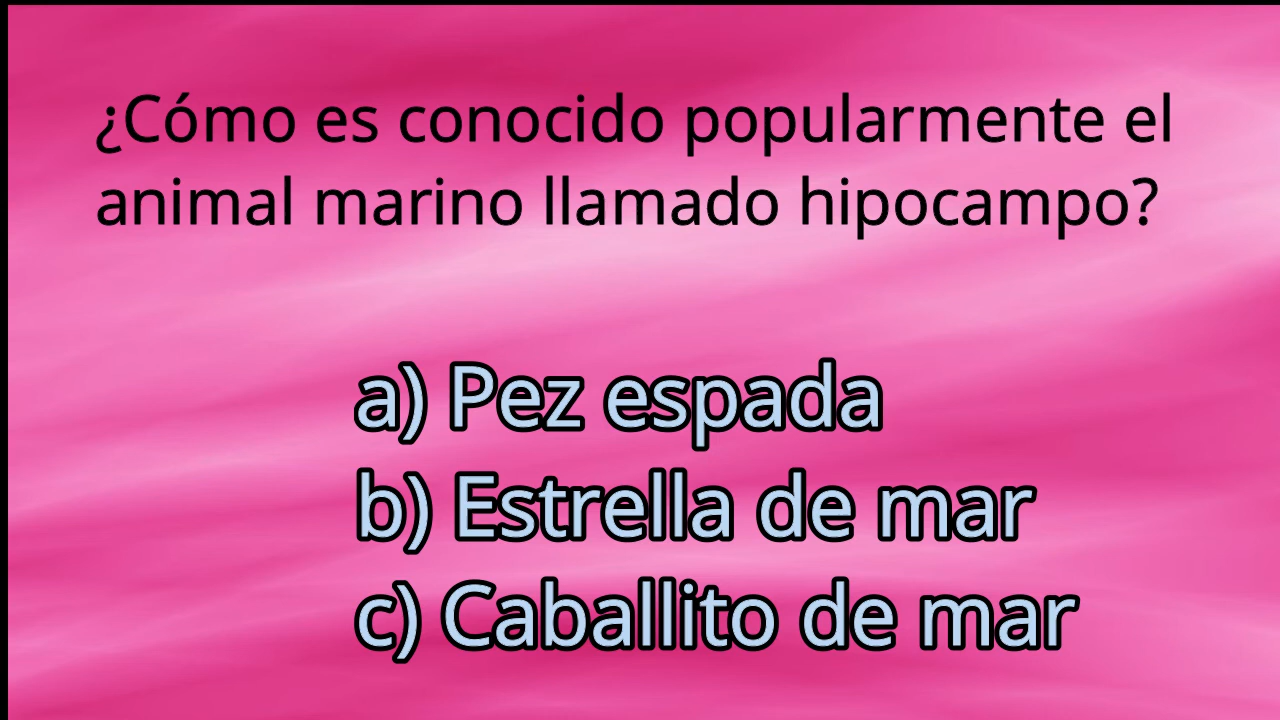 ¿Cómo es conocido popularmente el
animal marino llamado hipocampo?
a) Pez espada
b) Estrella de mar
c) Caballito de mar